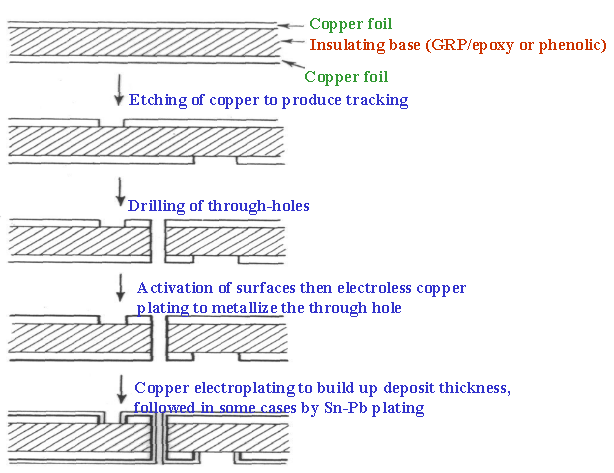 Copper foil
Insulating base (GRP/epoxy or phenolic)
Copper foil
Etching of copper to produce tracking
Drilling of through-holes
Activation of surfaces then electroless copper
plating to metallize the through hole
Copper electroplating to build up deposit thickness,
followed in some cases by Sn-Pb plating